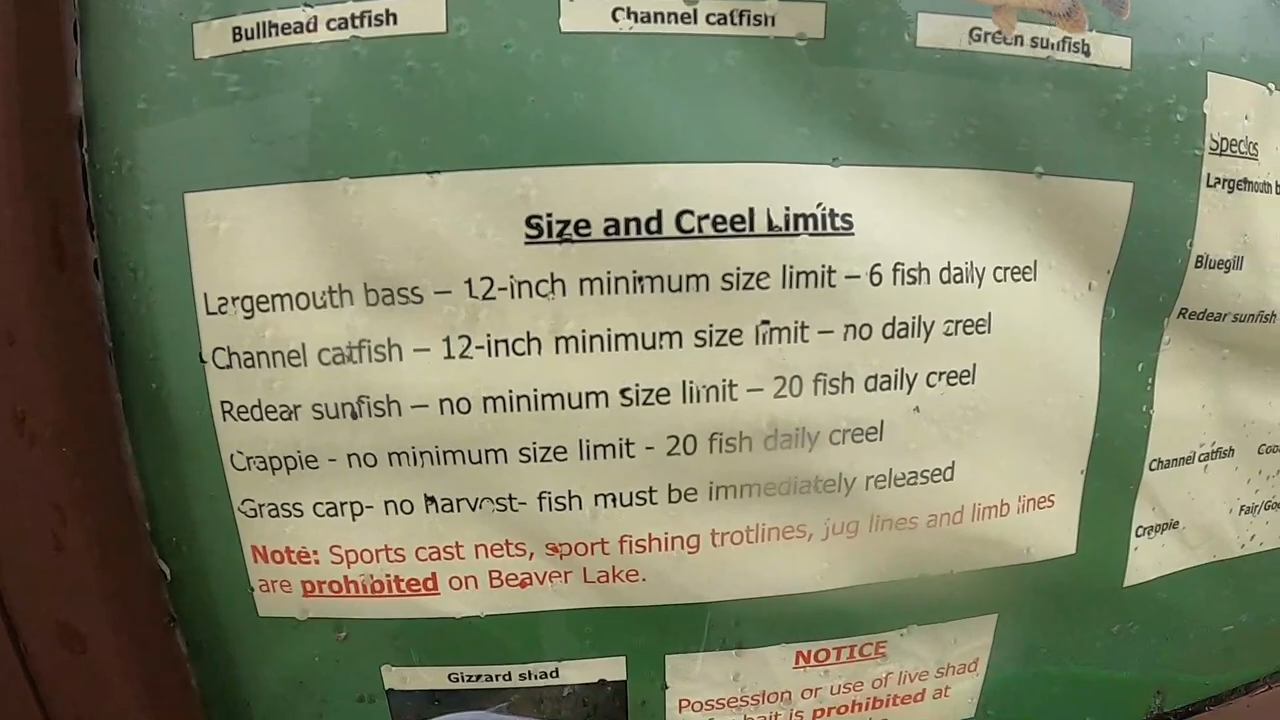 Bullhead catfish
Channel catfish
Green sunfish
Size and Creel Limits
Largemouth bass – 12-inch minimum size limit – 6 fish daily creel
Channel catfish – 12-inch minimum size limit – no daily creel
Redear sunfish – no minimum size limit – 20 fish daily creel
Crappie - no minimum size limit - 20 fish daily creel
Grass carp- no harvest- fish must be immediately released
Note: Sports cast nets, sport fishing trotlines, jug lines and limb lines
are prohibited on Beaver Lake.
Species
Largemouth
Bluegill
Redear sunfish
Channel catfish
Crappie
Gizzard shad
NOTICE
Possession or use of live shad
bait is prohibited at